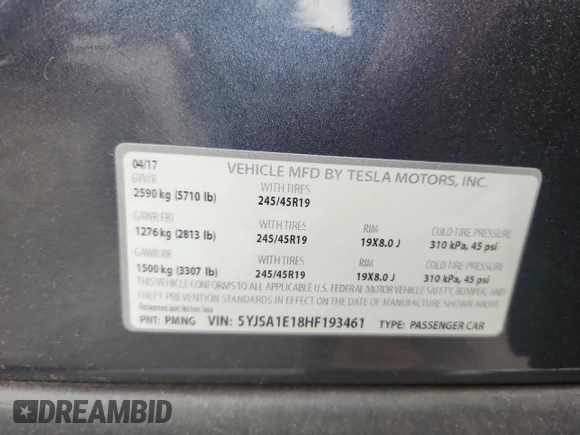 04/17 VEHICLE MFD BY TESLA MOTORS, INC.
GVWR WITH TIRES
2590 kg (5710 lb) 245/45R19
GAWR FRT WITH TIRES RIM COLD TIRE PRESSURE
1276 kg (2813 lb) 245/45R19 19X8.0 J 310 kPa, 45 psi
GAWR RR WITH TIRES RIM COLD TIRE PRESSURE
1500 kg (3307 lb) 245/45R19 19X8.0 J 310 kPa, 45 psi
THIS VEHICLE CONFORMS TO ALL APPLICABLE U.S. FEDERAL MOTOR VEHICLE SAFETY, BUMPER, AND
THEFT PREVENTION STANDARDS IN EFFECT ON THE DATE OF MANUFACTURE SHOWN ABOVE.
PNT: PMNG VIN: 5YJSA1E18HF193461 TYPE: PASSENGER CAR
DREAMBID